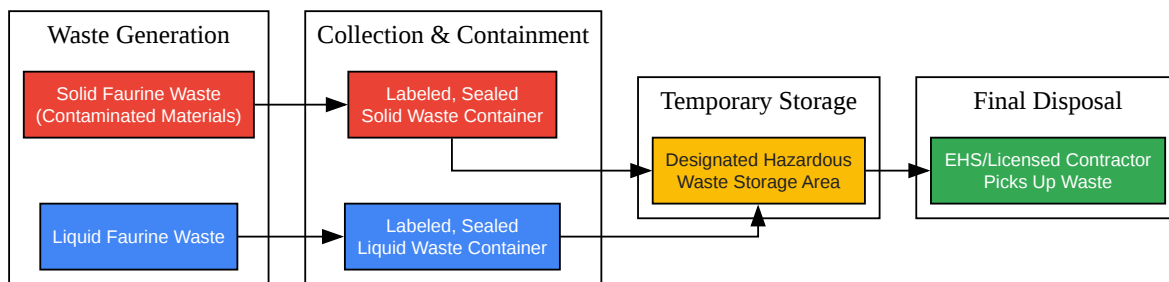 Waste Generation
Solid Faurine Waste
(Contaminated Materials)
Liquid Faurine Waste
Collection & Containment
Labeled, Sealed
Solid Waste Container
Labeled, Sealed
Liquid Waste Container
Temporary Storage
Designated Hazardous
Waste Storage Area
Final Disposal
EHS/Licensed Contractor
Picks Up Waste